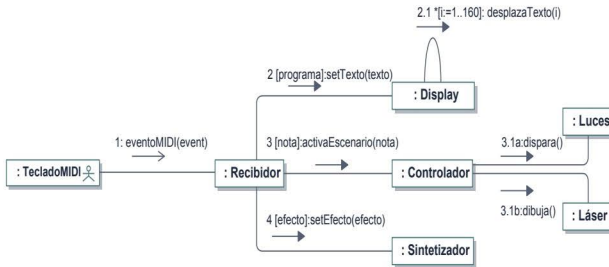 2.1 *[i:=1..160]: desplazaTexto(i)
2 [programa]:setTexto(texto)
: Display
1: eventoMIDI(event)
3 [nota]:activaEscenario(nota)
3.1a:dispara()
: Luces
: TecladoMIDI
: Recibidor
: Controlador
3.1b:dibuja()
: Láser
4 [efecto]:setEfecto(efecto)
: Sintetizador